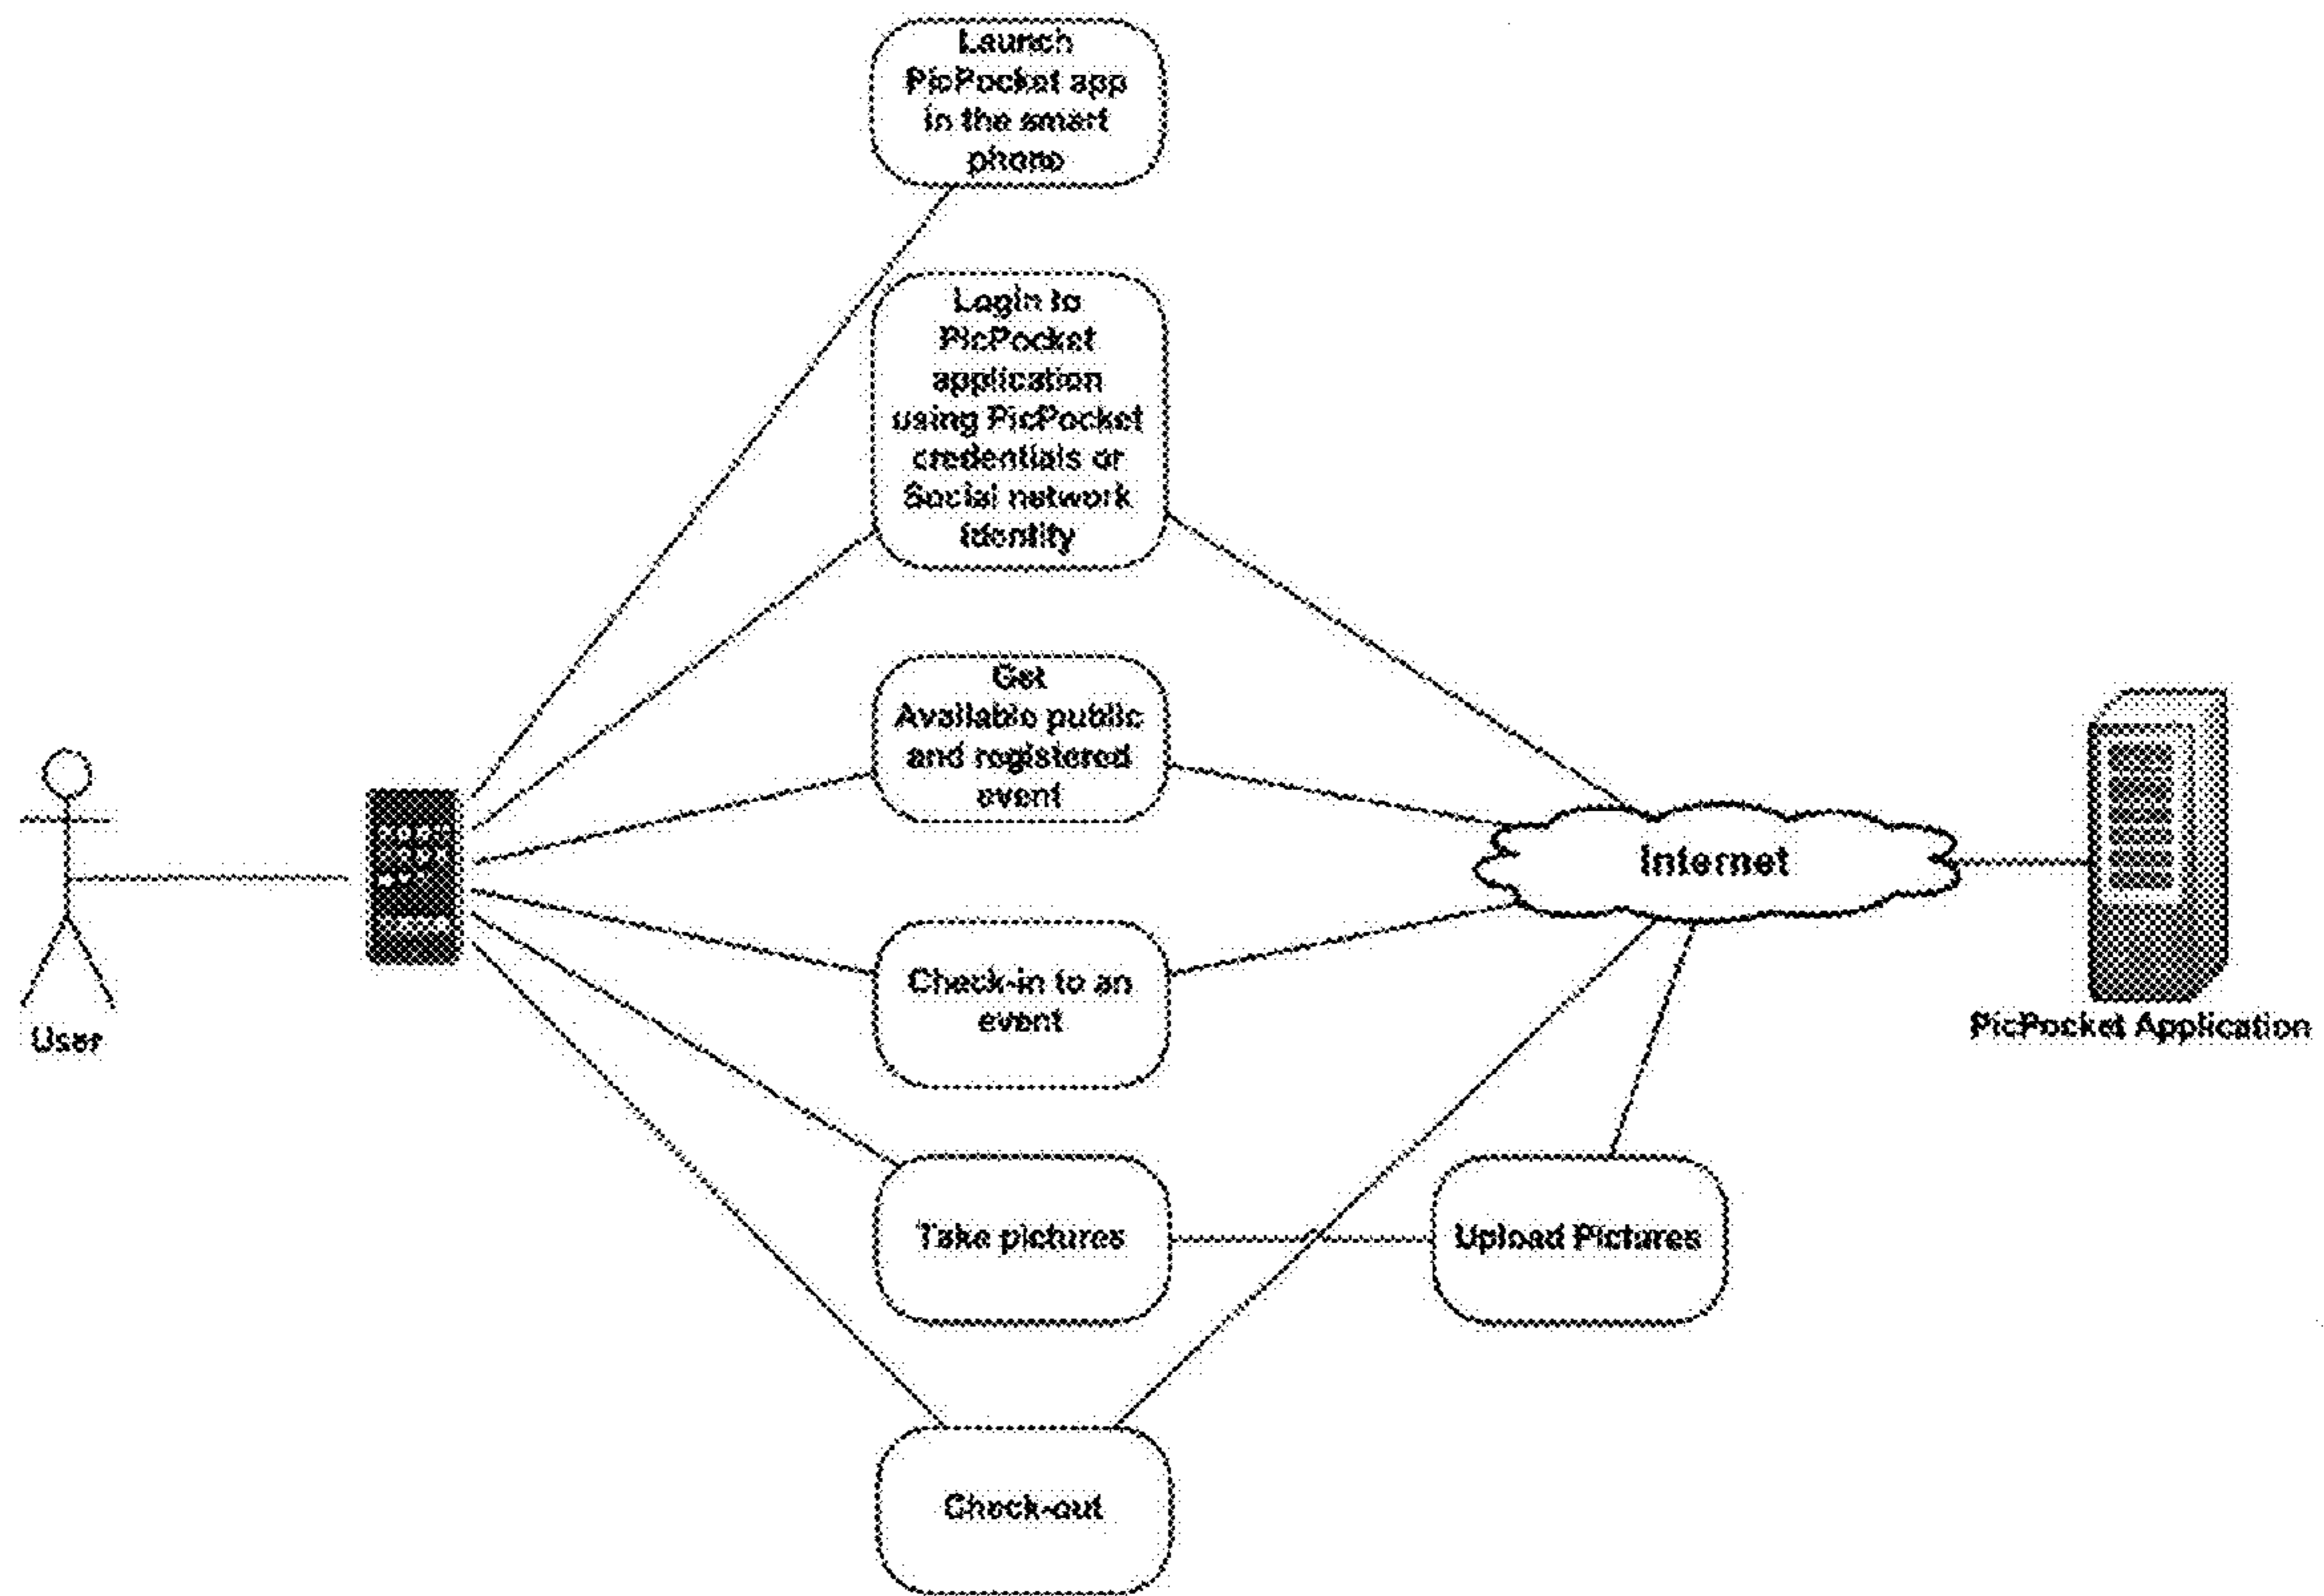 Launch
PicPocket app
in the smart
phone
Login to
PicPocket
application
using PicPocket
credentials or
Social network
identity
Get
Available public
and registered
event
Internet
Check-in to an
event
User
PicPocket Application
Take pictures
Upload Pictures
Check-out